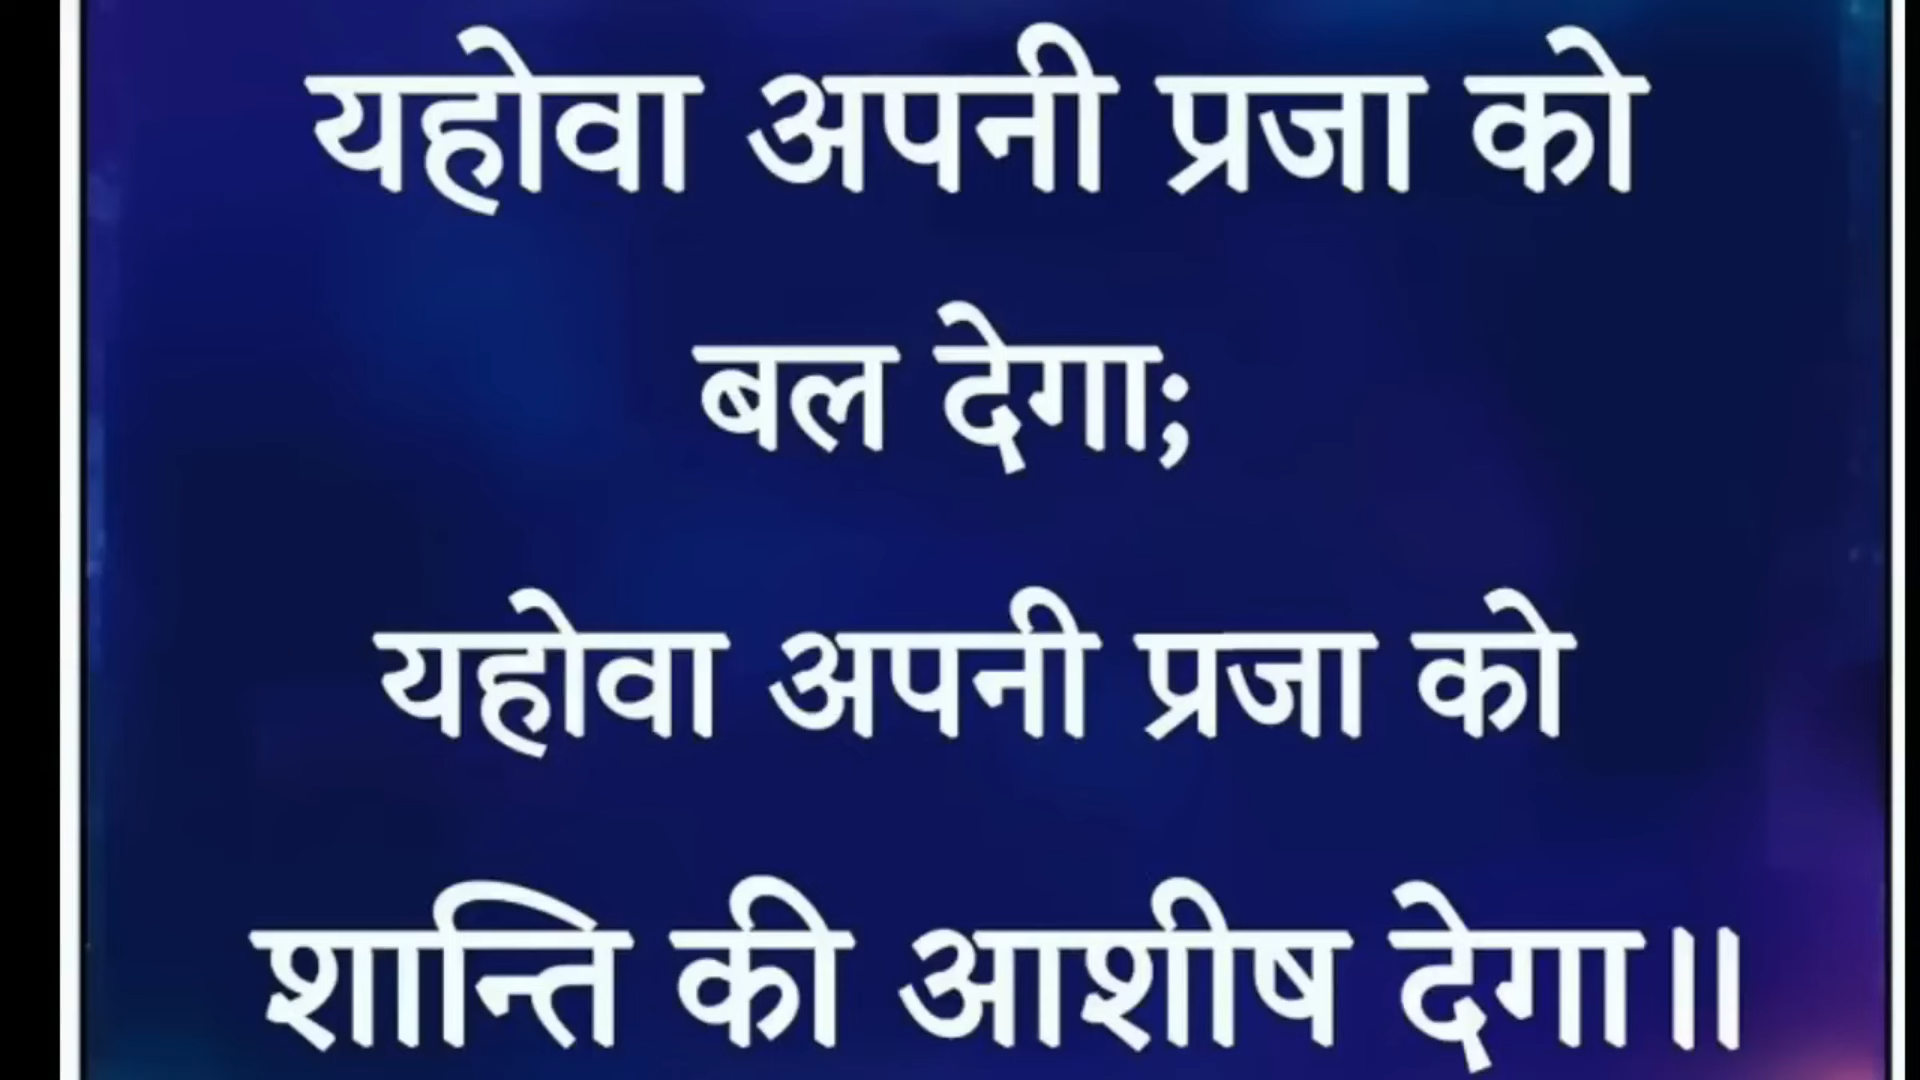 यहोवा अपनी प्रजा को
बल देगा;
यहोवा अपनी प्रजा को
शान्ति की आशीष देगा॥